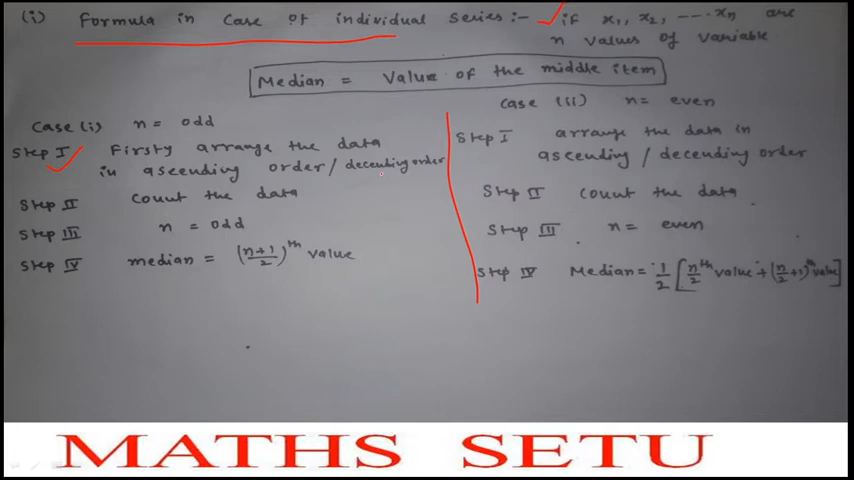 (i) Formula in Case of individual series :- if x1, x2, ---- xn are
n values of variable
Median = Value of the middle item
Case (i) n = odd
Step I Firsty arrange the data
in ascending order / decending order
Step II Count the data
Step III n = odd
Step IV median = (n+1/2)th value
Case (ii) n = even
Step I arrange the data in
ascending / decending order
Step II Count the data
Step III n = even
Step IV Median = 1/2 [n/2 th value + (n/2 + 1)th value]
MATHS SETU